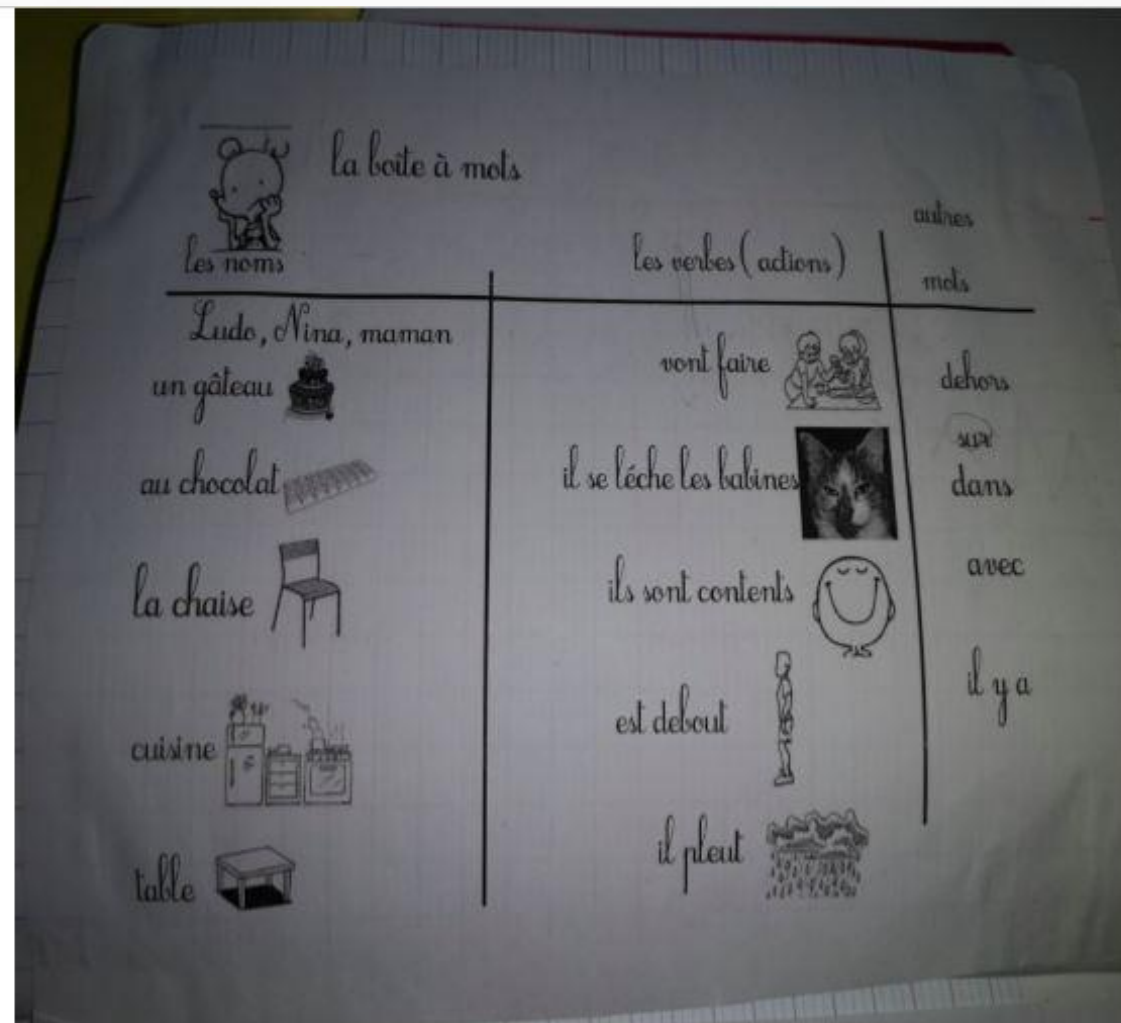 la boîte à mots
les noms
les verbes (actions)
autres
mots
Ludo, Nina, maman
un gâteau
au chocolat
la chaise
cuisine
table
vont faire
il se léche les babines
ils sont contents
est debout
il pleut
dehors
sur
dans
avec
il y a